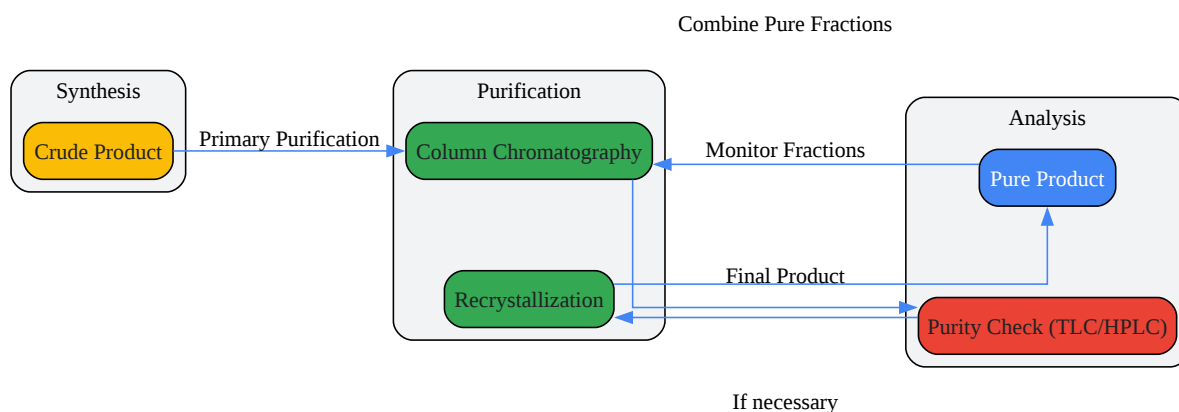 Combine Pure Fractions
Synthesis
Purification
Analysis
Crude Product
Primary Purification
Column Chromatography
Monitor Fractions
Pure Product
Final Product
Recrystallization
Purity Check (TLC/HPLC)
If necessary